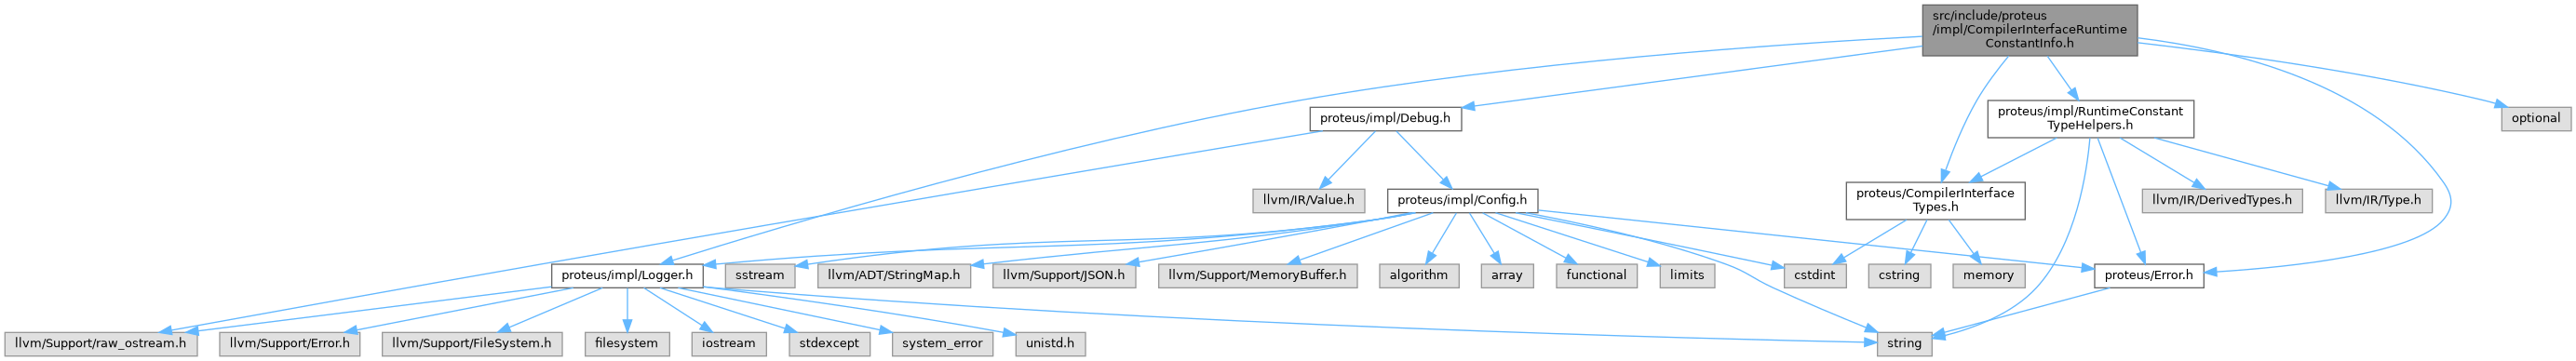 src/include/proteus
/impl/CompilerInterfaceRuntime
ConstantInfo.h
proteus/impl/Debug.h
proteus/impl/RuntimeConstant
TypeHelpers.h
optional
llvm/IR/Value.h
proteus/impl/Config.h
proteus/CompilerInterface
Types.h
llvm/IR/DerivedTypes.h
llvm/IR/Type.h
proteus/impl/Logger.h
sstream
llvm/ADT/StringMap.h
llvm/Support/JSON.h
llvm/Support/MemoryBuffer.h
algorithm
array
functional
limits
cstdint
cstring
memory
proteus/Error.h
llvm/Support/raw_ostream.h
llvm/Support/Error.h
llvm/Support/FileSystem.h
filesystem
iostream
stdexcept
system_error
unistd.h
string